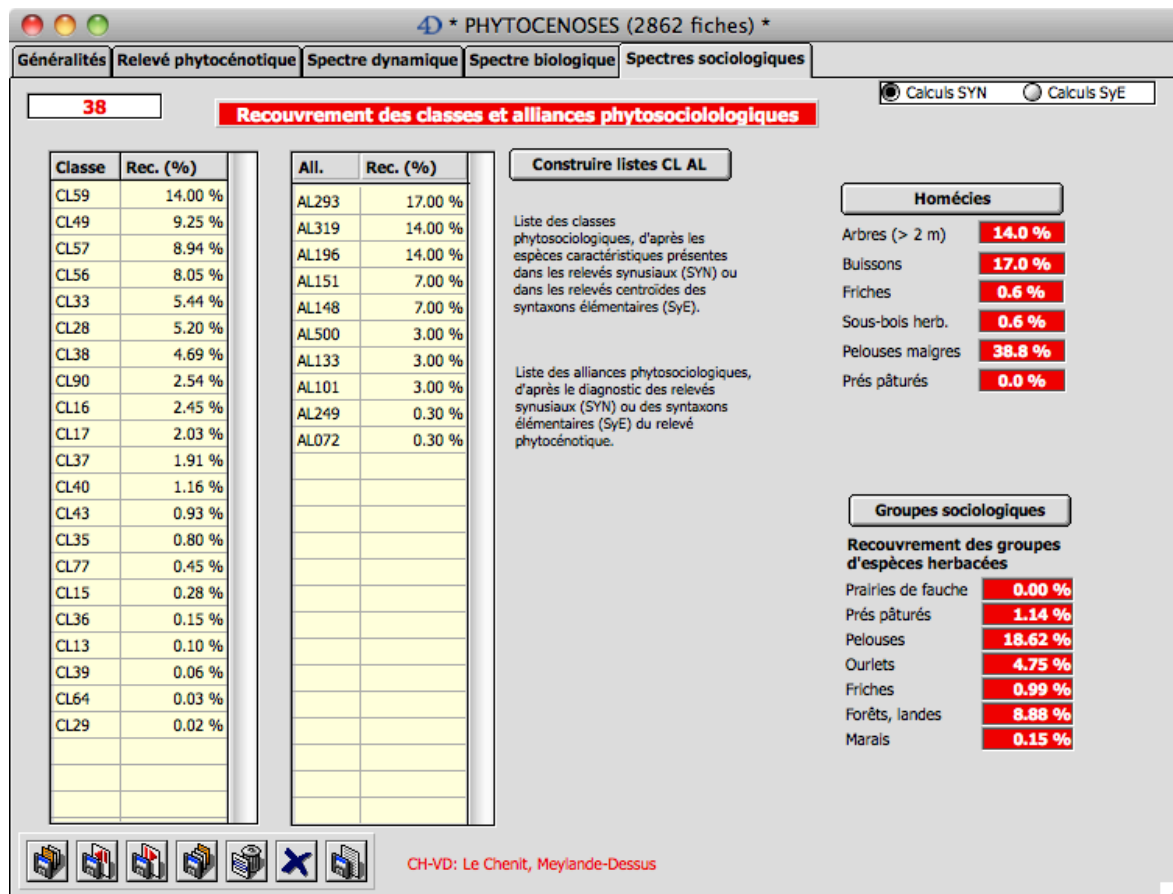 4D * PHYTOCENOSES (2862 fiches) *
Généralités Relevé phytocénotique Spectre dynamique Spectre biologique Spectres sociologiques
Calculs SYN Calculs SyE
38
Recouvrement des classes et alliances phytosociolologiques
Classe Rec. (%)
CL59 14.00 %
CL49 9.25 %
CL57 8.94 %
CL56 8.05 %
CL33 5.44 %
CL28 5.20 %
CL38 4.69 %
CL90 2.54 %
CL16 2.45 %
CL17 2.03 %
CL37 1.91 %
CL40 1.16 %
CL43 0.93 %
CL35 0.80 %
CL77 0.45 %
CL15 0.28 %
CL36 0.15 %
CL13 0.10 %
CL39 0.06 %
CL64 0.03 %
CL29 0.02 %
All. Rec. (%)
AL293 17.00 %
AL319 14.00 %
AL196 14.00 %
AL151 7.00 %
AL148 7.00 %
AL500 3.00 %
AL133 3.00 %
AL101 3.00 %
AL249 0.30 %
AL072 0.30 %
Construire listes CL AL
Liste des classes
phytosociologiques, d'après les
espèces caractéristiques présentes
dans les relevés synusiaux (SYN) ou
dans les relevés centroïdes des
syntaxons élémentaires (SyE).
Liste des alliances phytosociologiques,
d'après le diagnostic des relevés
synusiaux (SYN) ou des syntaxons
élémentaires (SyE) du relevé
phytocénotique.
Homécies
Arbres (> 2 m) 14.0 %
Buissons 17.0 %
Friches 0.6 %
Sous-bois herb. 0.6 %
Pelouses maigres 38.8 %
Prés pâturés 0.0 %
Groupes sociologiques
Recouvrement des groupes
d'espèces herbacées
Prairies de fauche 0.00 %
Prés pâturés 1.14 %
Pelouses 18.62 %
Ourlets 4.75 %
Friches 0.99 %
Forêts, landes 8.88 %
Marais 0.15 %
CH-VD: Le Chenit, Meylande-Dessus